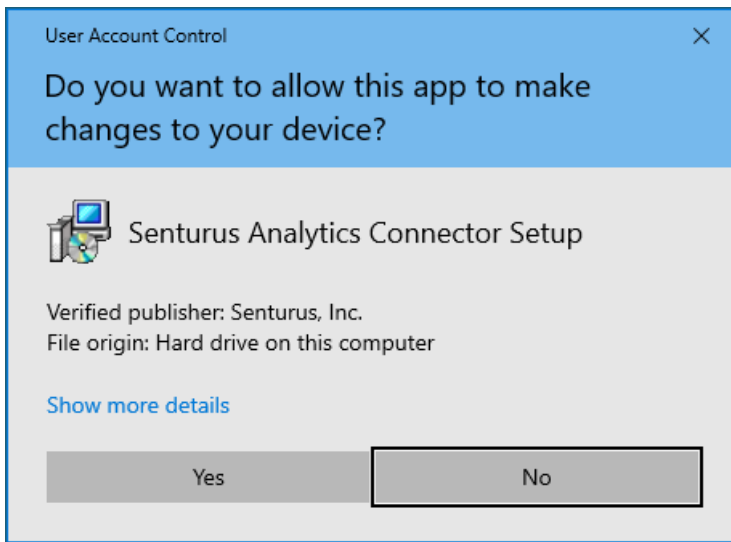 User Account Control
Do you want to allow this app to make
changes to your device?
Senturus Analytics Connector Setup
Verified publisher: Senturus, Inc.
File origin: Hard drive on this computer
Show more details
Yes
No